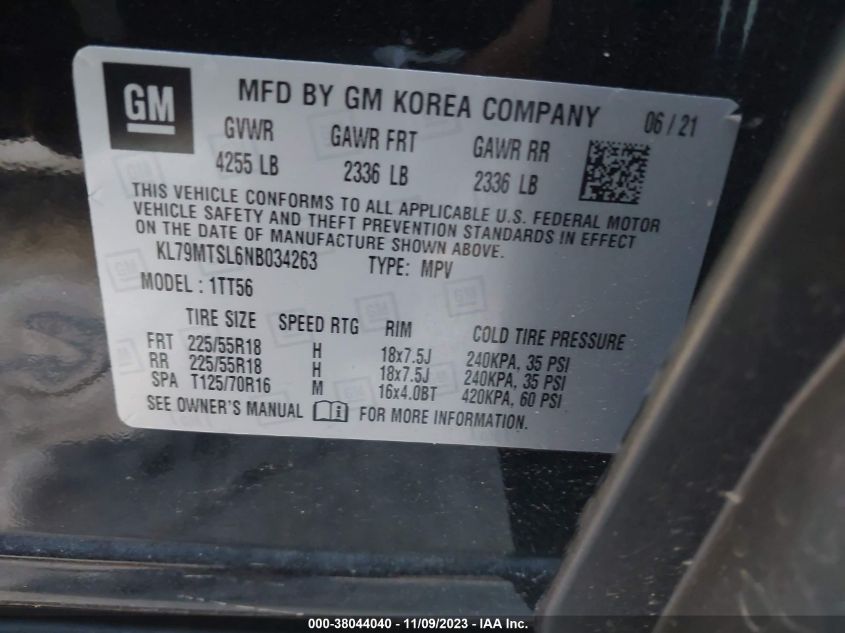 GM MFD BY GM KOREA COMPANY 06 / 21
GVWR GAWR FRT GAWR RR
4255 LB 2336 LB 2336 LB
THIS VEHICLE CONFORMS TO ALL APPLICABLE U.S. FEDERAL MOTOR
VEHICLE SAFETY AND THEFT PREVENTION STANDARDS IN EFFECT
ON THE DATE OF MANUFACTURE SHOWN ABOVE.
KL79MTSL6NB034263 TYPE: MPV
MODEL : 1TT56
TIRE SIZE SPEED RTG RIM COLD TIRE PRESSURE
FRT 225/55R18 H 18x7.5J 240KPA, 35 PSI
RR 225/55R18 H 18x7.5J 240KPA, 35 PSI
SPA T125/70R16 M 16x4.0BT 420KPA, 60 PSI
SEE OWNER'S MANUAL FOR MORE INFORMATION.
000-38044040 - 11/09/2023 - IAA Inc.